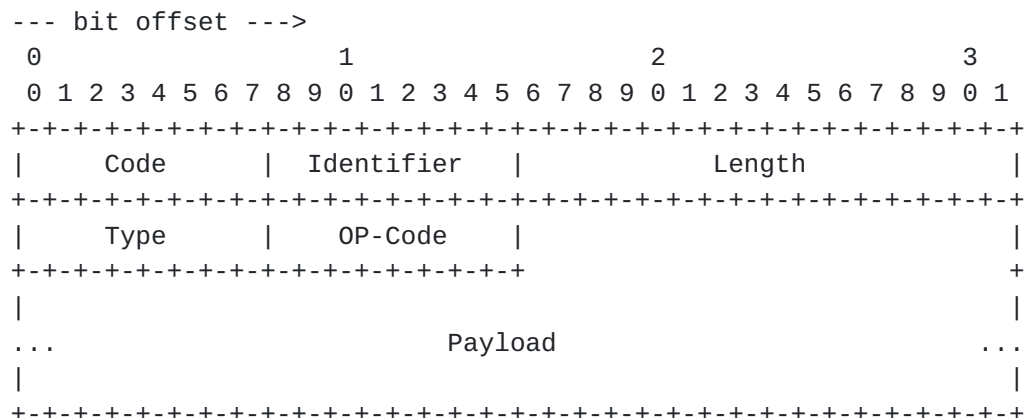 --- bit offset --->
 0                   1                   2                   3
 0 1 2 3 4 5 6 7 8 9 0 1 2 3 4 5 6 7 8 9 0 1 2 3 4 5 6 7 8 9 0 1
+-+-+-+-+-+-+-+-+-+-+-+-+-+-+-+-+-+-+-+-+-+-+-+-+-+-+-+-+-+-+-+-+
|     Code      |  Identifier   |            Length             |
+-+-+-+-+-+-+-+-+-+-+-+-+-+-+-+-+-+-+-+-+-+-+-+-+-+-+-+-+-+-+-+-+
|     Type      |    OP-Code    |                               |
+-+-+-+-+-+-+-+-+-+-+-+-+-+-+-+-+                               +
|                                                               |
...                         Payload                           ...
|                                                               |
+-+-+-+-+-+-+-+-+-+-+-+-+-+-+-+-+-+-+-+-+-+-+-+-+-+-+-+-+-+-+-+-+